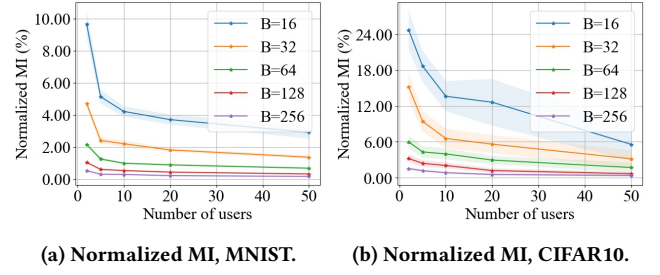 Normalized MI (%)
10.00
8.00
6.00
4.00
2.00
0.00
B=16
B=32
B=64
B=128
B=256
0 10 20 30 40 50
Number of users
(a) Normalized MI, MNIST.
Normalized MI (%)
24.00
18.00
12.00
6.00
0.00
B=16
B=32
B=64
B=128
B=256
0 10 20 30 40 50
Number of users
(b) Normalized MI, CIFAR10.